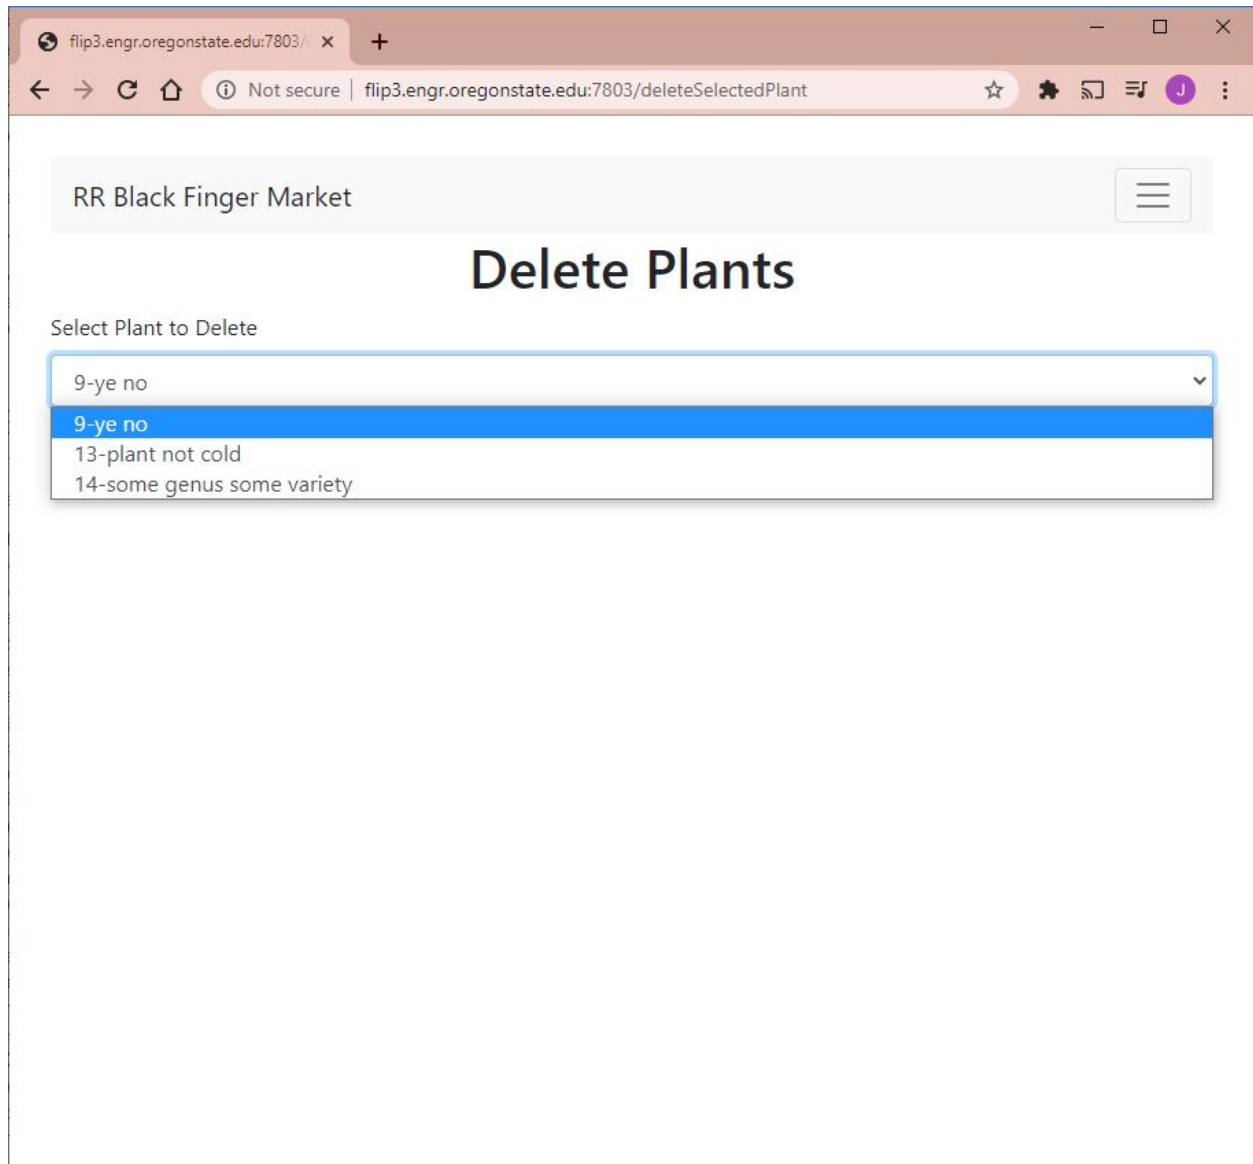 flip3.engr.oregonstate.edu:7803/
Not secure | flip3.engr.oregonstate.edu:7803/deleteSelectedPlant
J
RR Black Finger Market
Delete Plants
Select Plant to Delete
9-ye no
9-ye no
13-plant not cold
14-some genus some variety